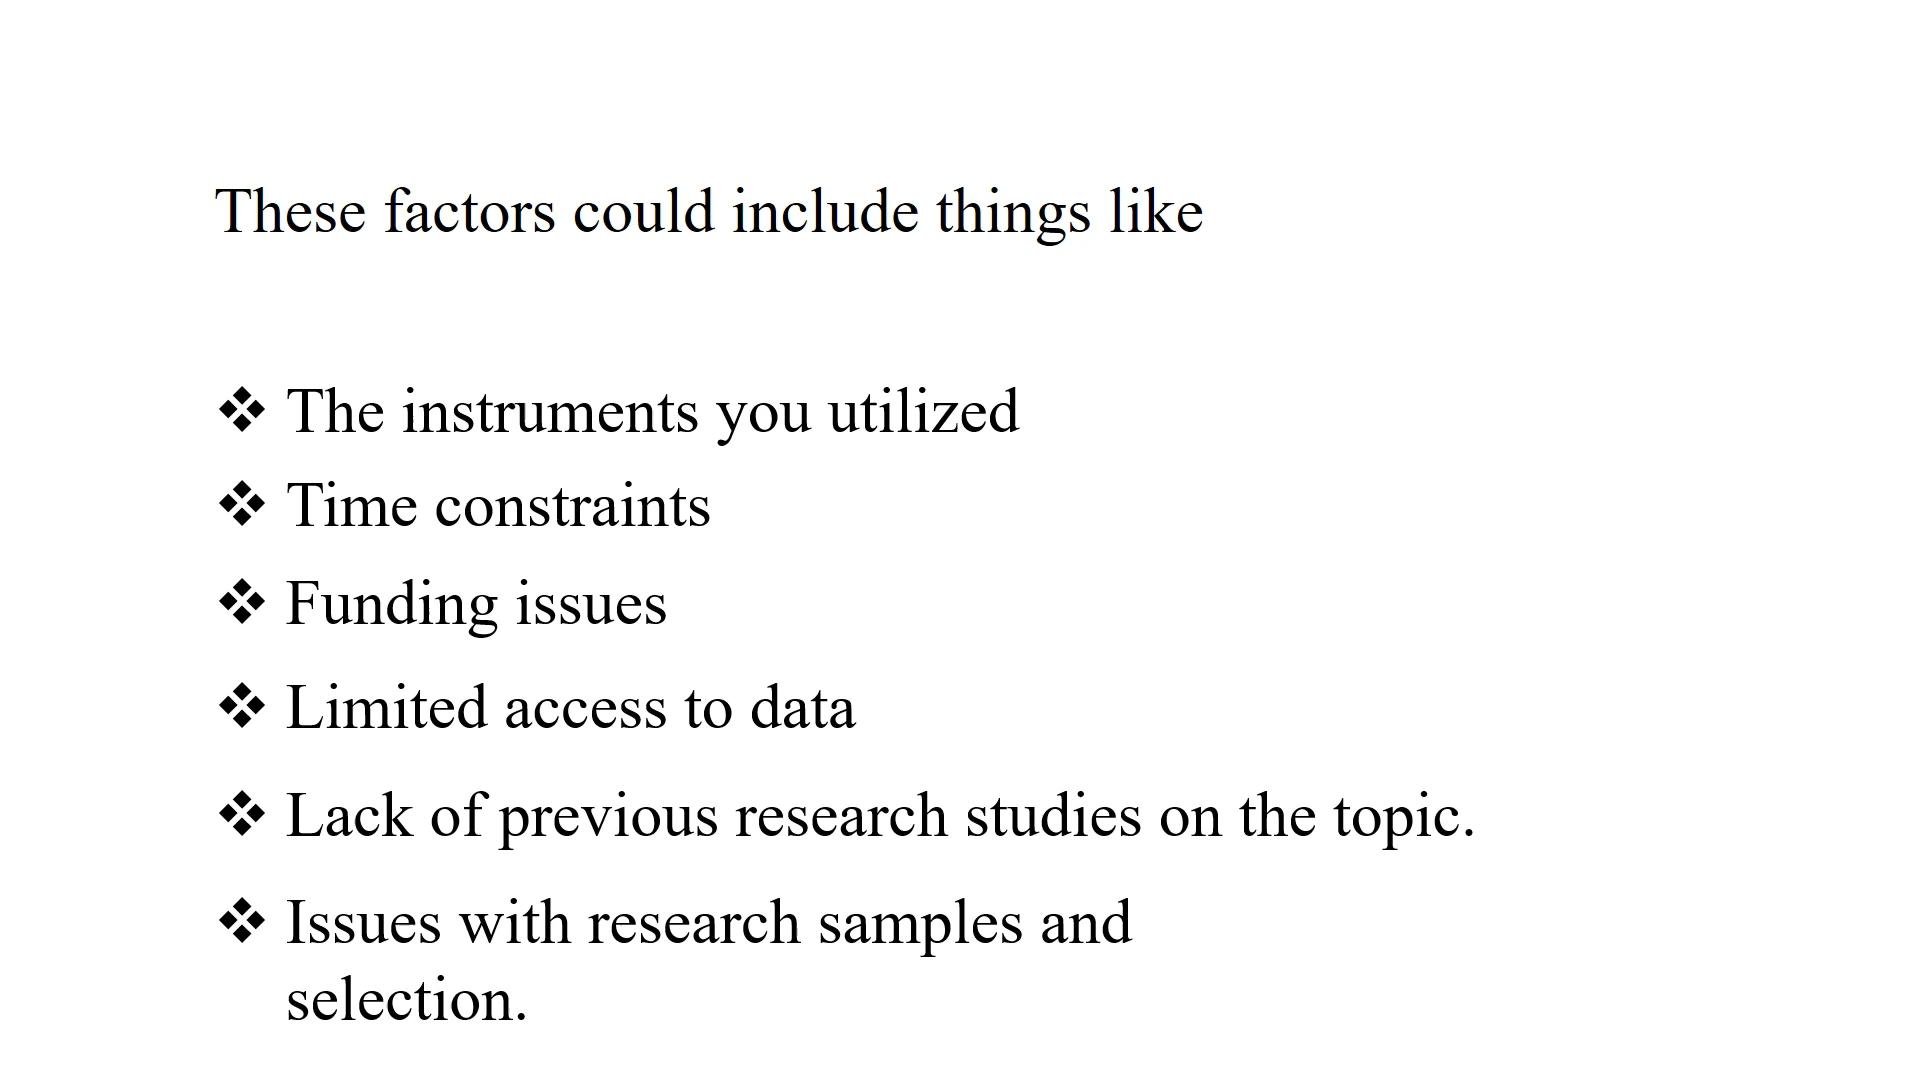 These factors could include things like
❖ The instruments you utilized
❖ Time constraints
❖ Funding issues
❖ Limited access to data
❖ Lack of previous research studies on the topic.
❖ Issues with research samples and
selection.